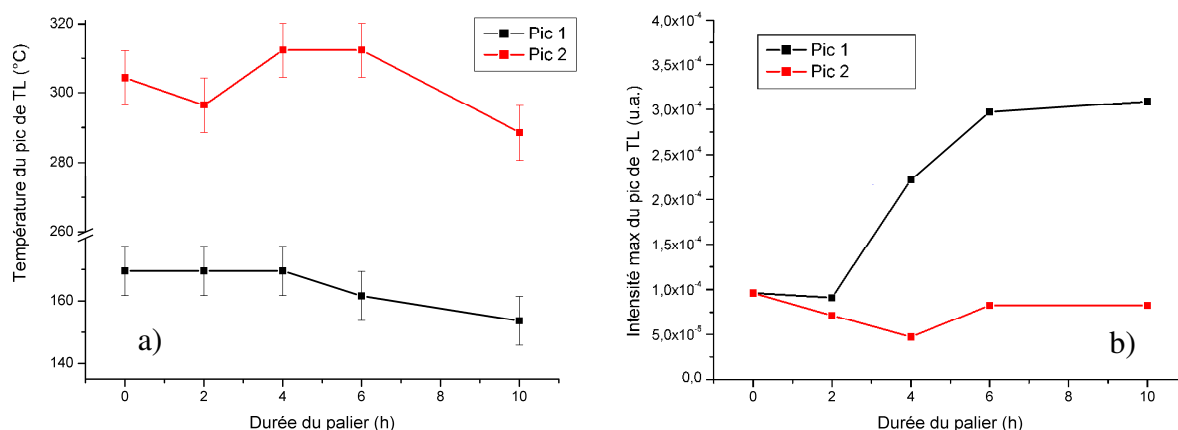 320
300
280
260
160
140
Température du pic de TL (°C)
Pic 1
Pic 2
a)
0
2
4
6
8
10
Durée du palier (h)
4,0x10-4
3,5x10-4
3,0x10-4
2,5x10-4
2,0x10-4
1,5x10-4
1,0x10-4
5,0x10-5
0,0
Intensité max du pic de TL (u.a.)
Pic 1
Pic 2
b)
0
2
4
6
8
10
Durée du palier (h)